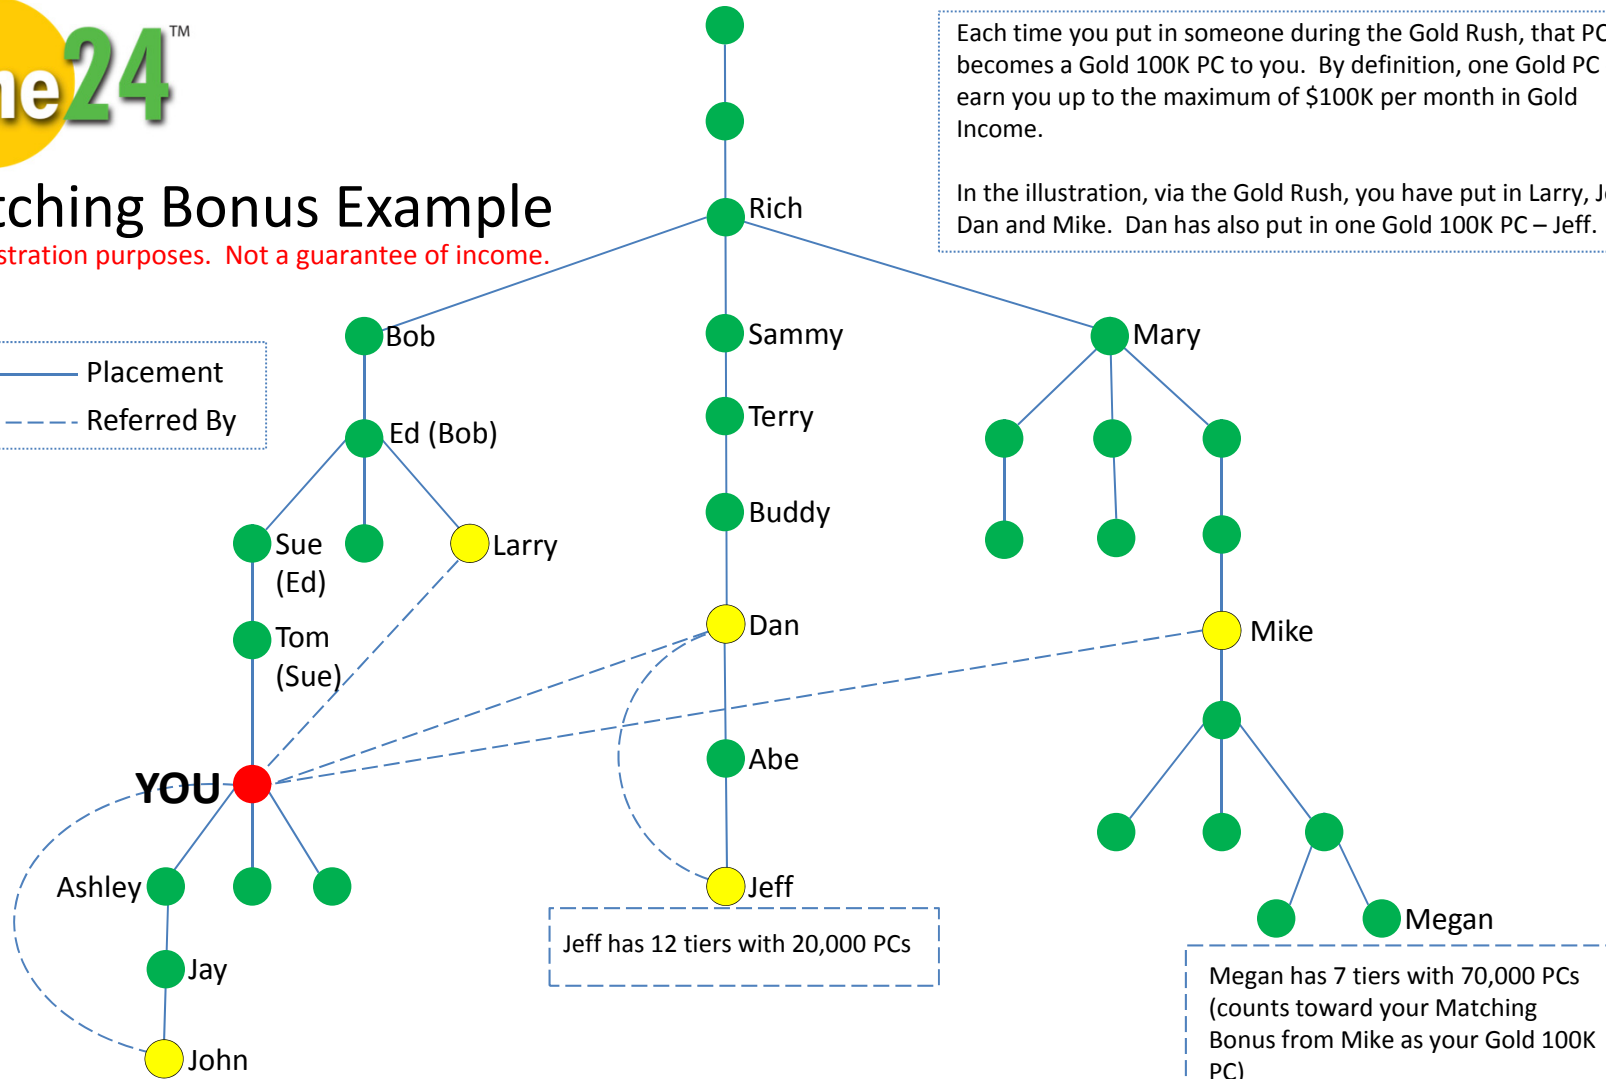 ne24™
Each time you put in someone during the Gold Rush, that PC
becomes a Gold 100K PC to you. By definition, one Gold PC
earn you up to the maximum of $100K per month in Gold
Income.
In the illustration, via the Gold Rush, you have put in Larry,
Dan and Mike. Dan has also put in one Gold 100K PC – Jeff.
tching Bonus Example
stration purposes. Not a guarantee of income.
Rich
Bob
Sammy
Mary
Placement
Referred By
Terry
Ed (Bob)
Buddy
Sue
(Ed)
Larry
Dan
Mike
Tom
(Sue)
Abe
YOU
Ashley
Jeff
Megan
Jeff has 12 tiers with 20,000 PCs
Jay
Megan has 7 tiers with 70,000 PCs
(counts toward your Matching
Bonus from Mike as your Gold 100K
PC)
John